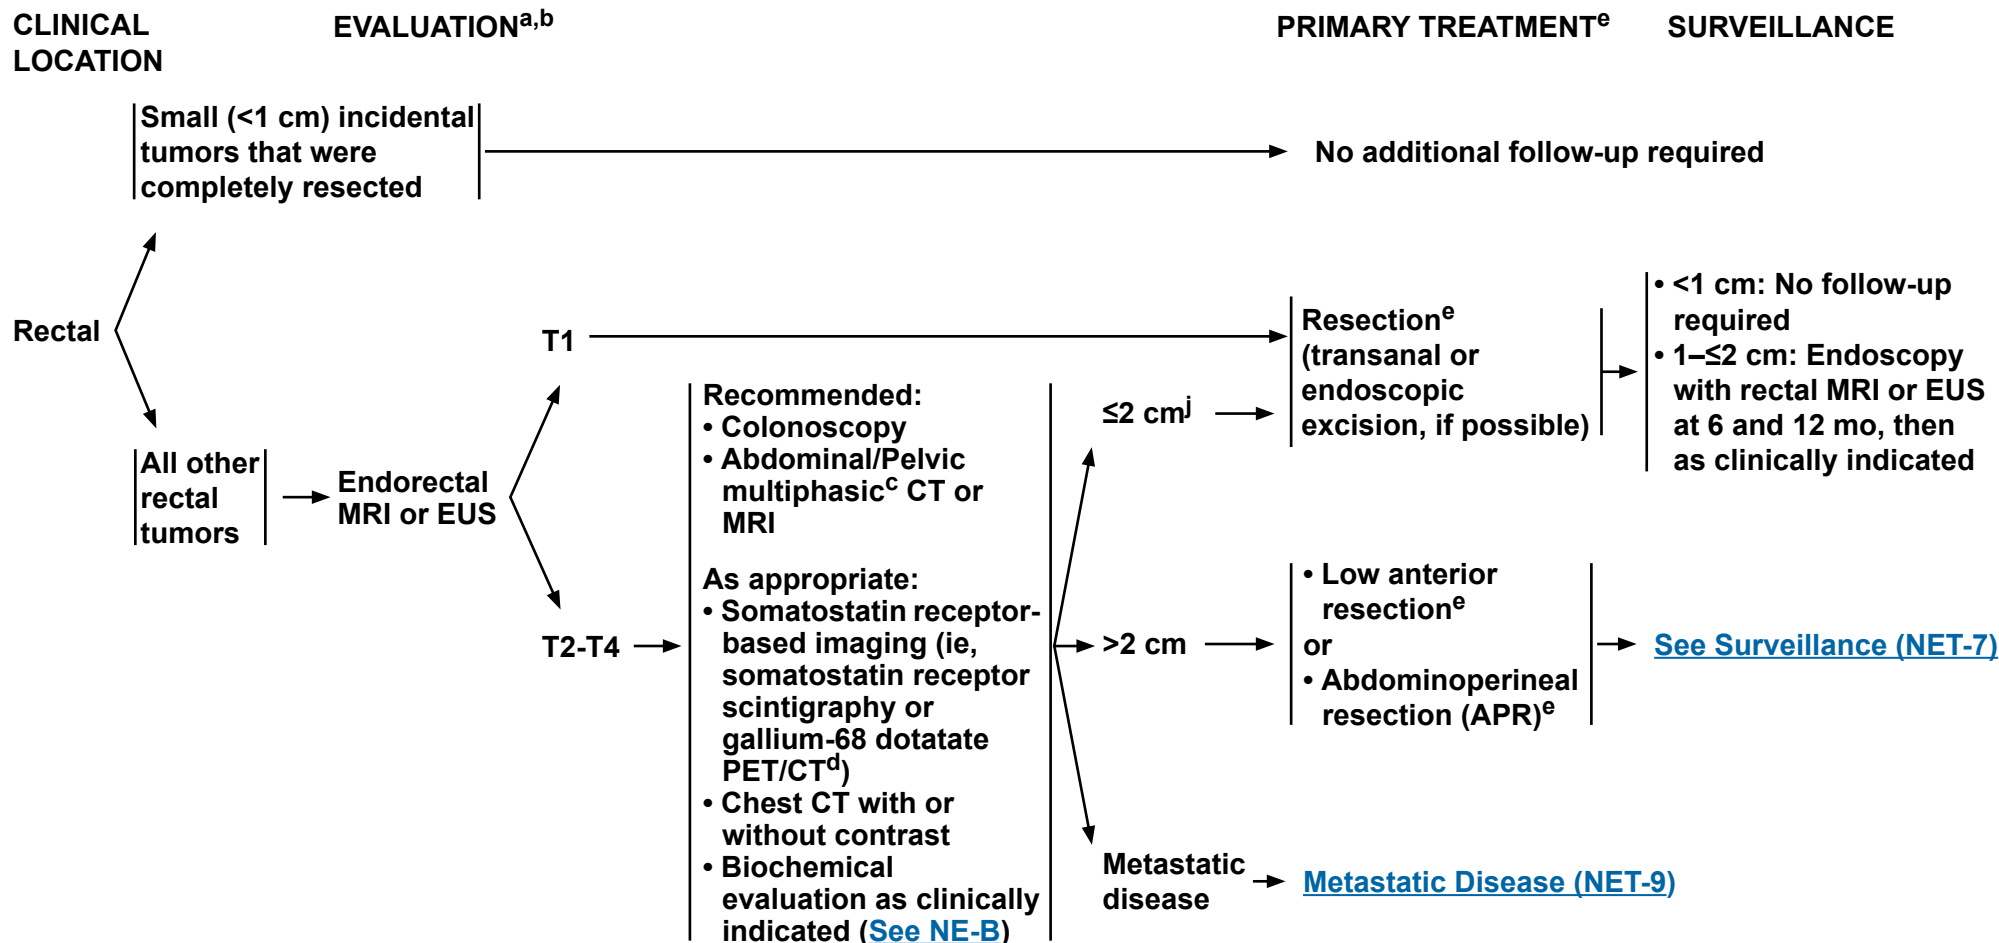 CLINICAL
LOCATION
EVALUATIONa,b
PRIMARY TREATMENTe
SURVEILLANCE
Small (<1 cm) incidental
tumors that were
completely resected
No additional follow-up required
Rectal
All other
rectal
tumors
Endorectal
MRI or EUS
T1
T2-T4
Recommended:
• Colonoscopy
• Abdominal/Pelvic
multiphasicc CT or
MRI
As appropriate:
• Somatostatin receptor-
based imaging (ie,
somatostatin receptor
scintigraphy or
gallium-68 dotatate
PET/CTd)
• Chest CT with or
without contrast
• Biochemical
evaluation as clinically
indicated (See NE-B)
≤2 cmj
>2 cm
Metastatic
disease
Resectione
(transanal or
endoscopic
excision, if possible)
• <1 cm: No follow-up
required
• 1–≤2 cm: Endoscopy
with rectal MRI or EUS
at 6 and 12 mo, then
as clinically indicated
• Low anterior
resectione
or
• Abdominoperineal
resection (APR)e
See Surveillance (NET-7)
Metastatic Disease (NET-9)